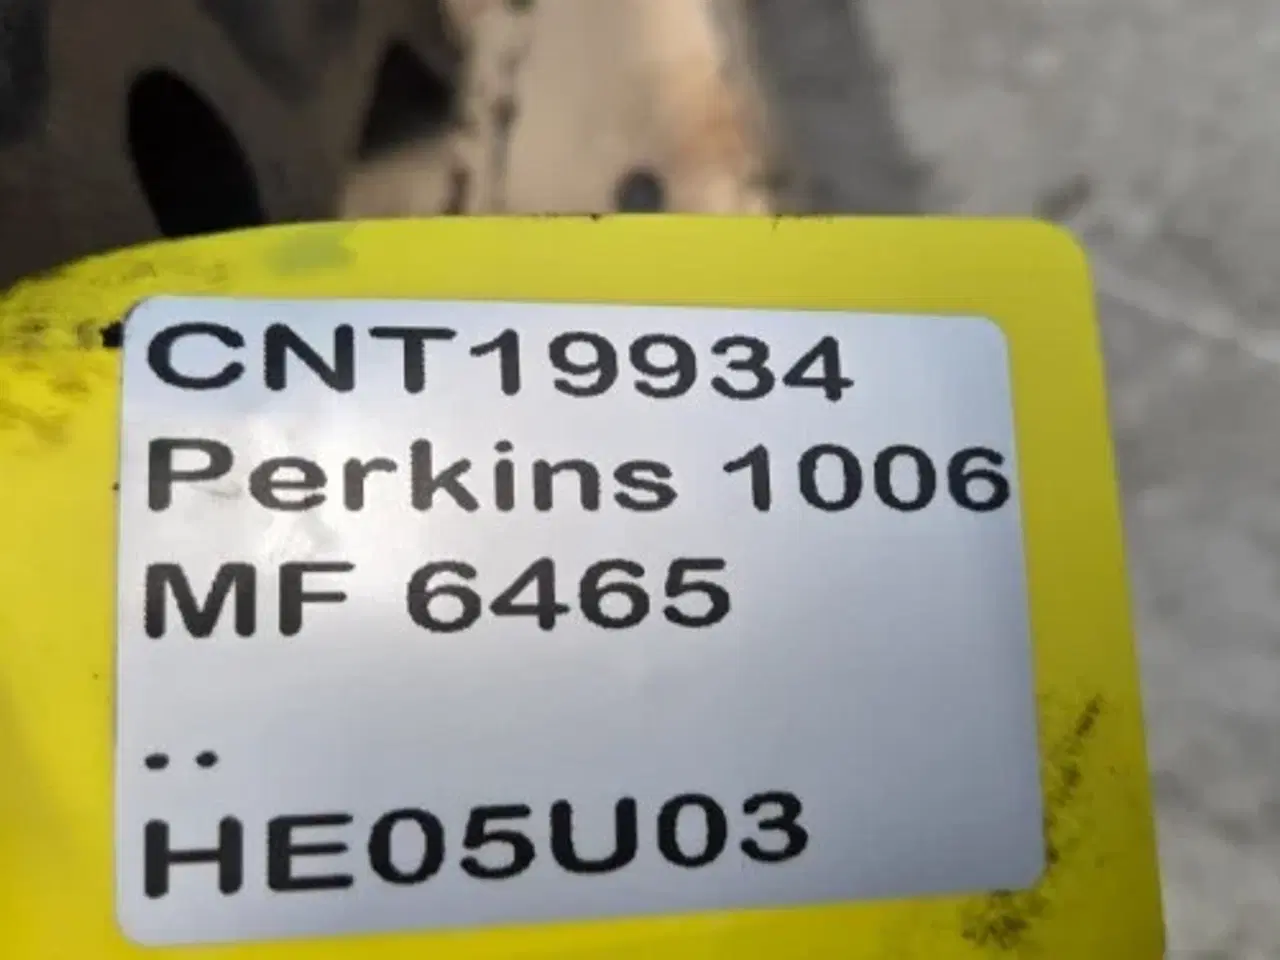 CNT19934
Perkins 1006
MF 6465
..
HE05U03